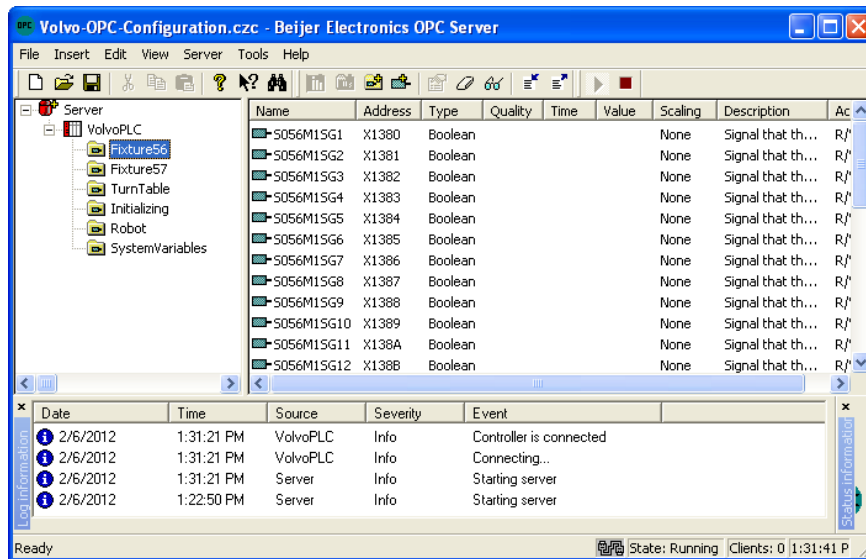 OPC Volvo-OPC-Configuration.czc - Beijer Electronics OPC Server
File Insert Edit View Server Tools Help
Server
VolvoPLC
Fixture56
Fixture57
TurnTable
Initializing
Robot
SystemVariables
Name Address Type Quality Time Value Scaling Description Ac
S056M1SG1 X1380 Boolean None Signal that th... R/
S056M1SG2 X1381 Boolean None Signal that th... R/
S056M1SG3 X1382 Boolean None Signal that th... R/
S056M1SG4 X1383 Boolean None Signal that th... R/
S056M1SG5 X1384 Boolean None Signal that th... R/
S056M1SG6 X1385 Boolean None Signal that th... R/
S056M1SG7 X1386 Boolean None Signal that th... R/
S056M1SG8 X1387 Boolean None Signal that th... R/
S056M1SG9 X1388 Boolean None Signal that th... R/
S056M1SG10 X1389 Boolean None Signal that th... R/
S056M1SG11 X138A Boolean None Signal that th... R/
S056M1SG12 X138B Boolean None Signal that th... R/
Log information
Date Time Source Severity Event
2/6/2012 1:31:21 PM VolvoPLC Info Controller is connected
2/6/2012 1:31:21 PM VolvoPLC Info Connecting...
2/6/2012 1:31:21 PM Server Info Starting server
2/6/2012 1:22:50 PM Server Info Starting server
Status information
Ready State: Running Clients: 0 1:31:41 P